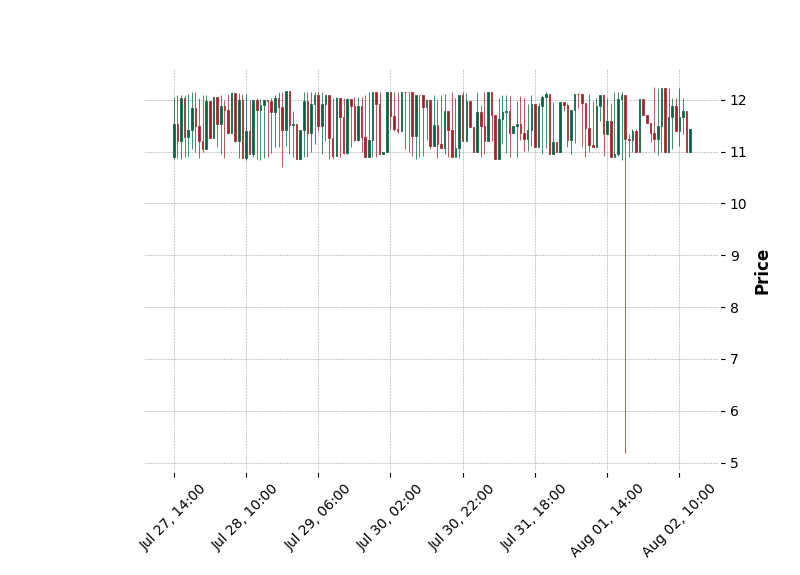 12
11
10
9
8
7
6
5
Price
Jul 27, 14:00
Jul 28, 10:00
Jul 29, 06:00
Jul 30, 02:00
Jul 30, 22:00
Jul 31, 18:00
Aug 01, 14:00
Aug 02, 10:00